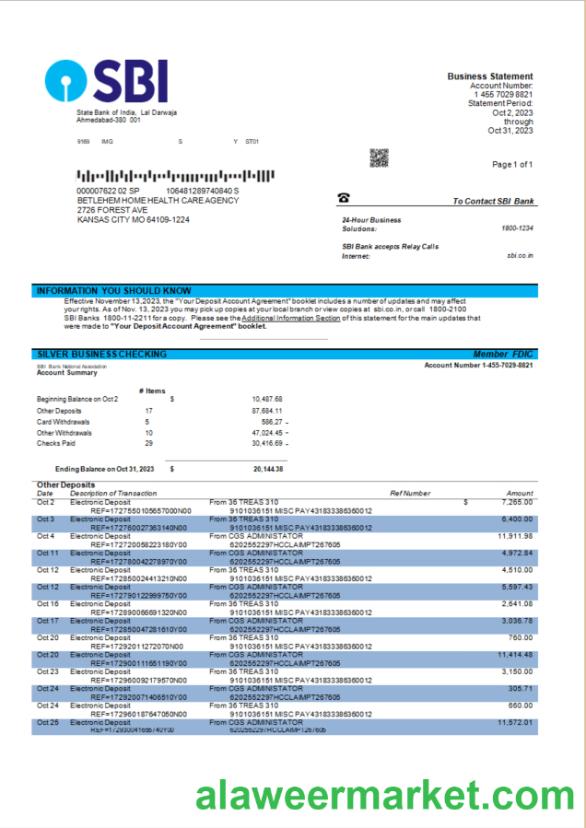 SBI
State Bank of India, Lal Darwaja
Ahmedabad-380 001
Business Statement
Account Number:
1 455 7029 8821
Statement Period:
Oct 2, 2023
through
Oct 31, 2023
Page 1 of 1
9169 IMG S Y ST01
000007622 02 SP 106481289740840 S
BETLEHEM HOME HEALTH CARE AGENCY
2726 FOREST AVE
KANSAS CITY MO 64109-1224
To Contact SBI Bank
24-Hour Business
Solutions: 1800-1234
SBI Bank accepts Relay Calls
Internet: sbi.co.in
INFORMATION YOU SHOULD KNOW
Effective November 13,2023, the "Your Deposit Account Agreement" booklet includes a number of updates and may affect
your rights. As of Nov. 13, 2023 you may pick up copies at your local branch or view copies at sbi.co.in, or call 1800-2100
SBI Banks 1800-11-2211 for a copy. Please see the Additional Information Section of this statement for the main updates that
were made to "Your Deposit Account Agreement" booklet.
SILVER BUSINESS CHECKING Member FDIC
SBI Bank National Association Account Number 1-455-7029-8821
Account Summary
# Items
Beginning Balance on Oct 2 $ 10,487.68
Other Deposits 17 87,684.11
Card Withdrawals 5 586.27 -
Other Withdrawals 10 47,024.45 -
Checks Paid 29 30,416.69 -
Ending Balance on Oct 31, 2023 $ 20,144.38
Other Deposits
Date Description of Transaction Ref Number Amount
Oct 2 Electronic Deposit From 36 TREAS 310 $ 7,265.00
REF=1727550105657000N00 9101036151 MISC PAY431833386360012
Oct 3 Electronic Deposit From 36 TREAS 310 6,400.00
REF=172760027363140N00 9101036151 MISC PAY431833386360012
Oct 4 Electronic Deposit From CGS ADMINISTRATOR 11,911.98
REF=172720058223180Y00 6202552297HCCLAIMPT267605
Oct 11 Electronic Deposit From CGS ADMINISTATOR 4,972.84
REF=172780042278970Y00 6202552297HCCLAIMPT267605
Oct 12 Electronic Deposit From 36 TREAS 310 4,510.00
REF=172850024413210N00 9101036151 MISC PAY431833386360012
Oct 12 Electronic Deposit From CGS ADMINISTATOR 5,597.43
REF=172790122999750Y00 6202552297HCCLAIMPT267605
Oct 16 Electronic Deposit From 36 TREAS 310 2,641.08
REF=172890066691320N00 9101036151 MISC PAY431833386360012
Oct 17 Electronic Deposit From CGS ADMINISTATOR 3,036.78
REF=172850047281610Y00 6202552297HCCLAIMPT267605
Oct 20 Electronic Deposit From 36 TREAS 310 760.00
REF=17292011272070N00 9101036151 MISC PAY431833386360012
Oct 20 Electronic Deposit From CGS ADMINISTATOR 11,414.48
REF=172900111651190Y00 6202552297HCCLAIMPT267605
Oct 23 Electronic Deposit From 36 TREAS 310 3,150.00
REF=172960092179570N00 9101036151 MISC PAY431833386360012
Oct 24 Electronic Deposit From CGS ADMINISTATOR 305.71
REF=172920071406510Y00 6202552297HCCLAIMPT267605
Oct 24 Electronic Deposit From 36 TREAS 310 660.00
REF=172960187647050N00 9101036151 MISC PAY431833386360012
Oct 25 Electronic Deposit From CGS ADMINISTATOR 11,572.01
6202552297HCCLAIMPT267605
alaweermarket.com